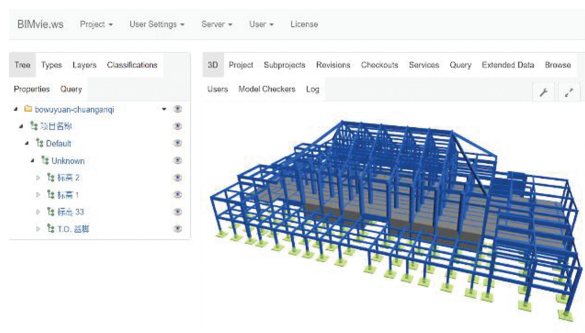 BIMvie.ws Project User Settings Server User License
Tree Types Layers Classifications
Properties Query
bowuyuan-chuanganqi
项目名称
Default
Unknown
标高 2
标高 1
标高 33
T.O. 基脚
3D Project Subprojects Revisions Checkouts Services Query Extended Data Browse
Users Model Checkers Log